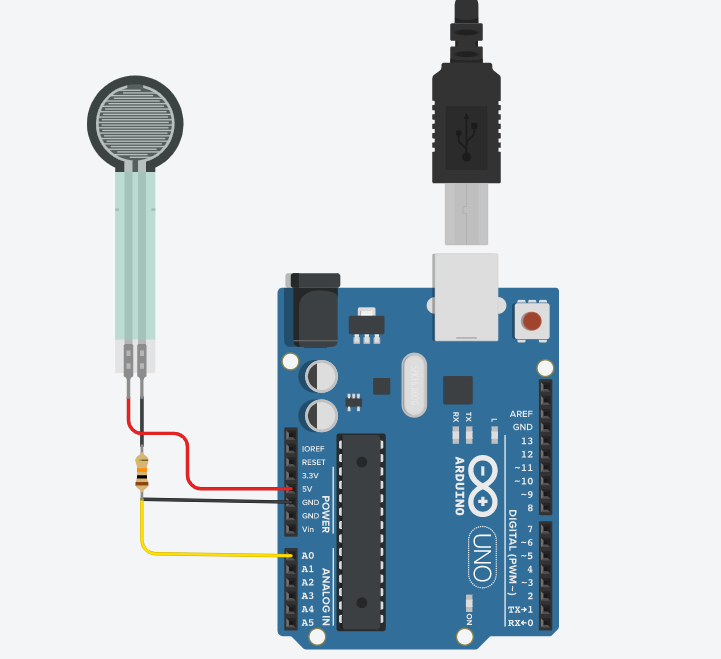 IOREF
RESET
3.3V
5V
GND
GND
Vin
POWER
A0
A1
A2
A3
A4
A5
ANALOG IN
RX
TX
L
ARDUINO
UNO
ON
AREF
GND
13
12
~11
~10
~9
8
7
~6
~5
4
~3
2
TX→1
RX←0
DIGITAL (PWM~)